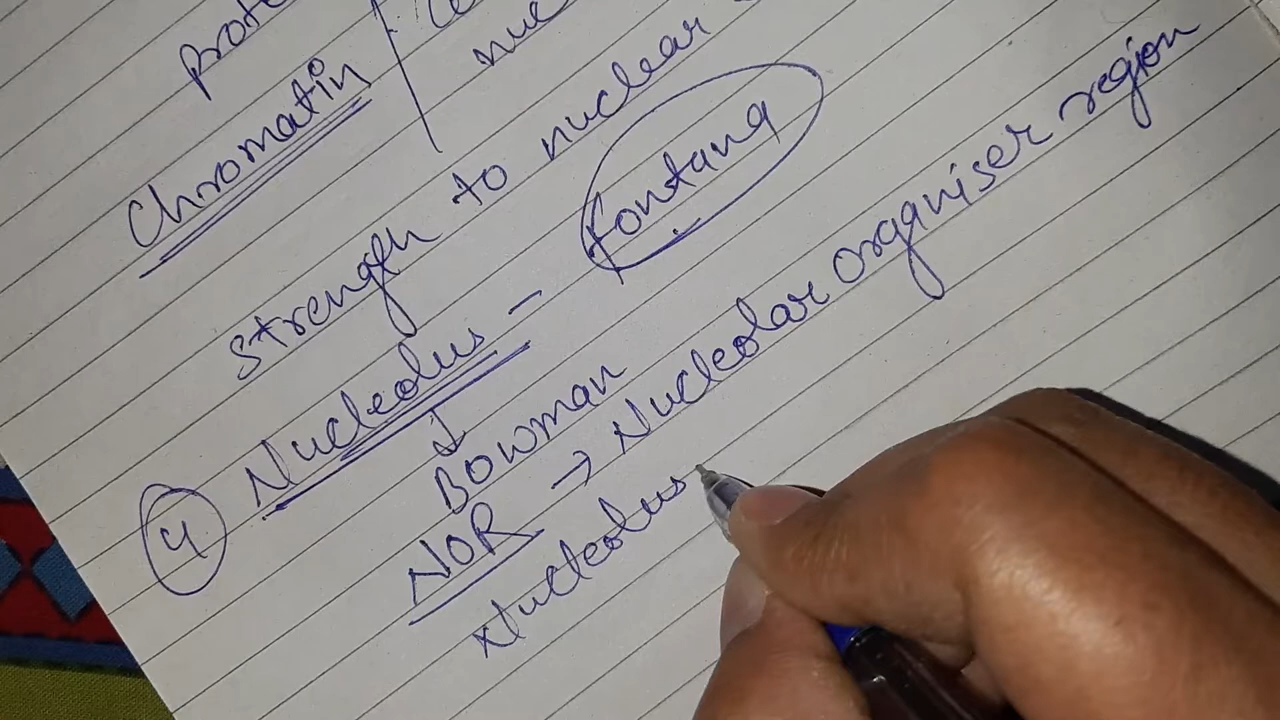 Chromatin
strength to nuclear
4. Nucleolus - Fontana
↓
Bowman
NOR → Nucleolar organiser region
Nucleolus